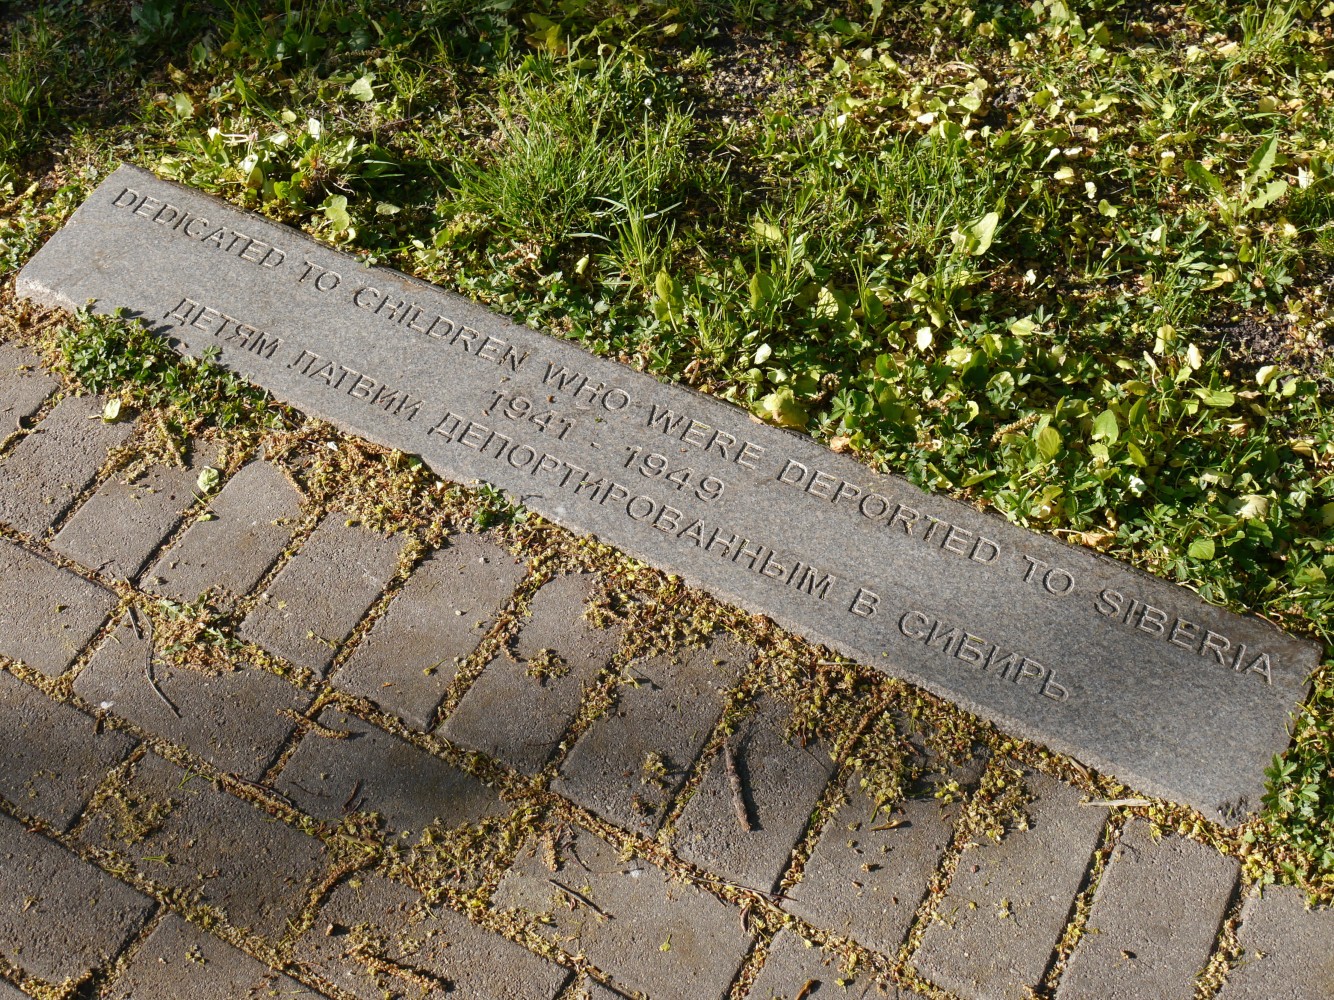 DEDICATED TO CHILDREN WHO WERE DEPORTED TO SIBERIA
1941 - 1949
ДЕТЯМ ЛАТВИИ ДЕПОРТИРОВАННЫМ В СИБИРЬ